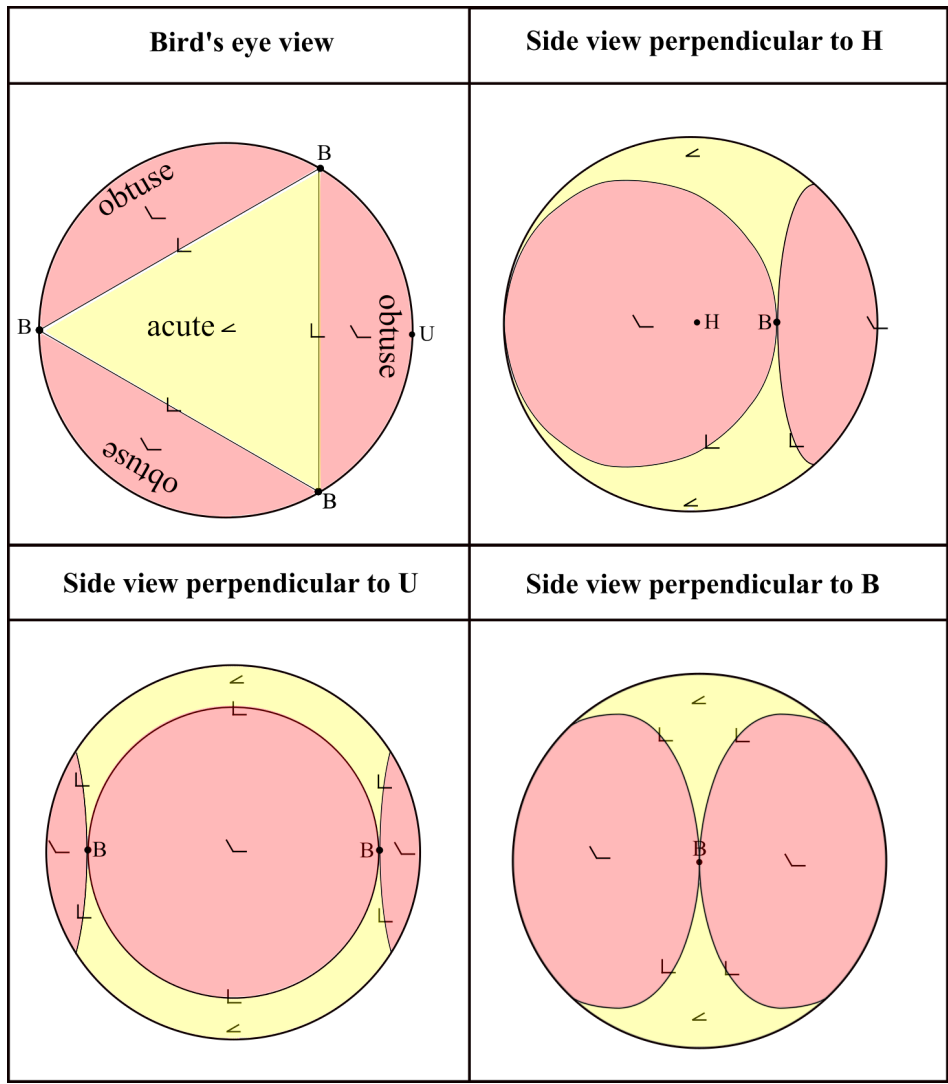 Bird's eye view
Side view perpendicular to H
B
obtuse
B
acute
obtuse
U
obtuse
B
H
B
Side view perpendicular to U
Side view perpendicular to B
B
B
B